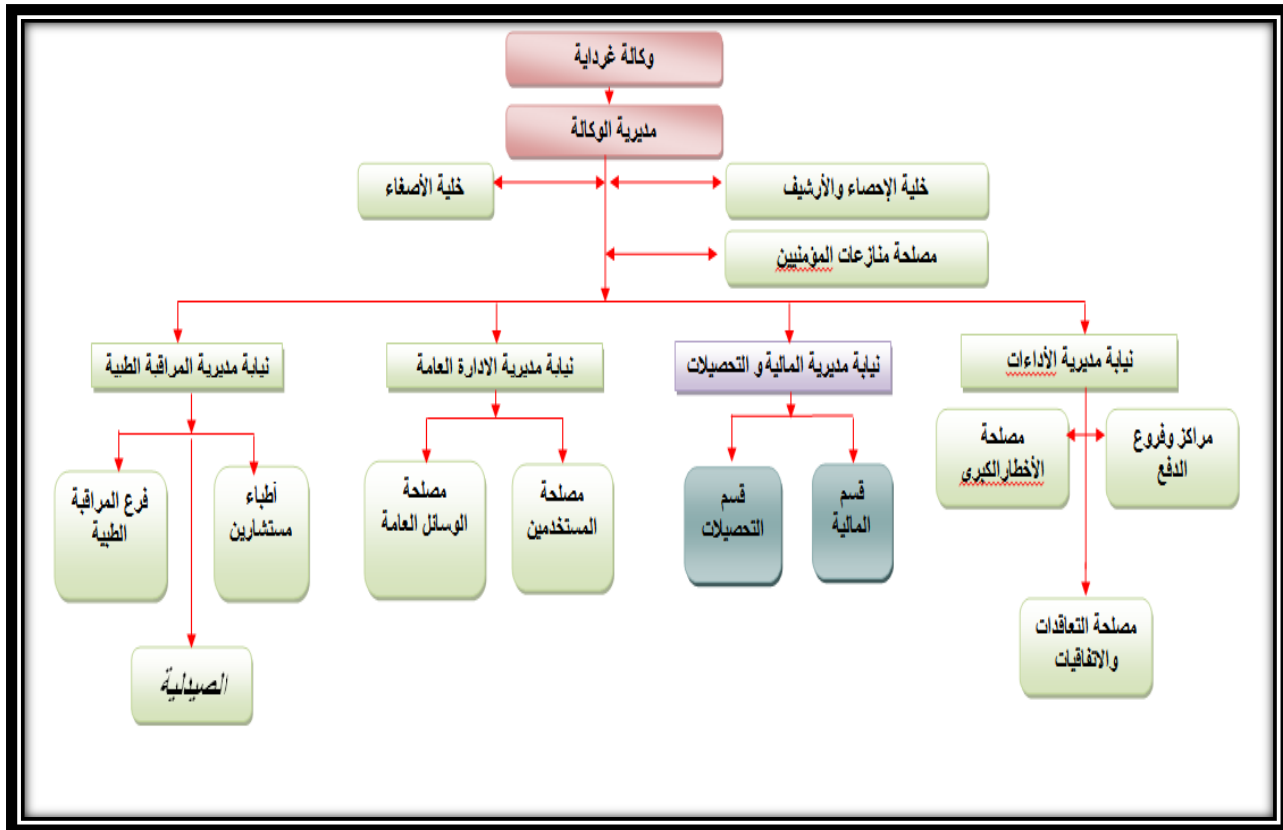 وكالة غرداية
مديرية الوكالة
خلية الإحصاء والأرشيف
خلية الأصغاء
مصلحة منازعات المؤمنيين
نيابة مديرية الأداءات
نيابة مديرية المالية و التحصيلات
نيابة مديرية الادارة العامة
نيابة مديرية المراقبة الطبية
مراكز وفروع
الدفع
مصلحة
الأخطارالكبرى
مصلحة التعاقدات
والاتفاقيات
قسم
المالية
قسم
التحصيلات
مصلحة
المستخدمين
مصلحة
الوسائل العامة
أطباء
مستشارين
فرع المراقبة
الطبية
الصيدلية